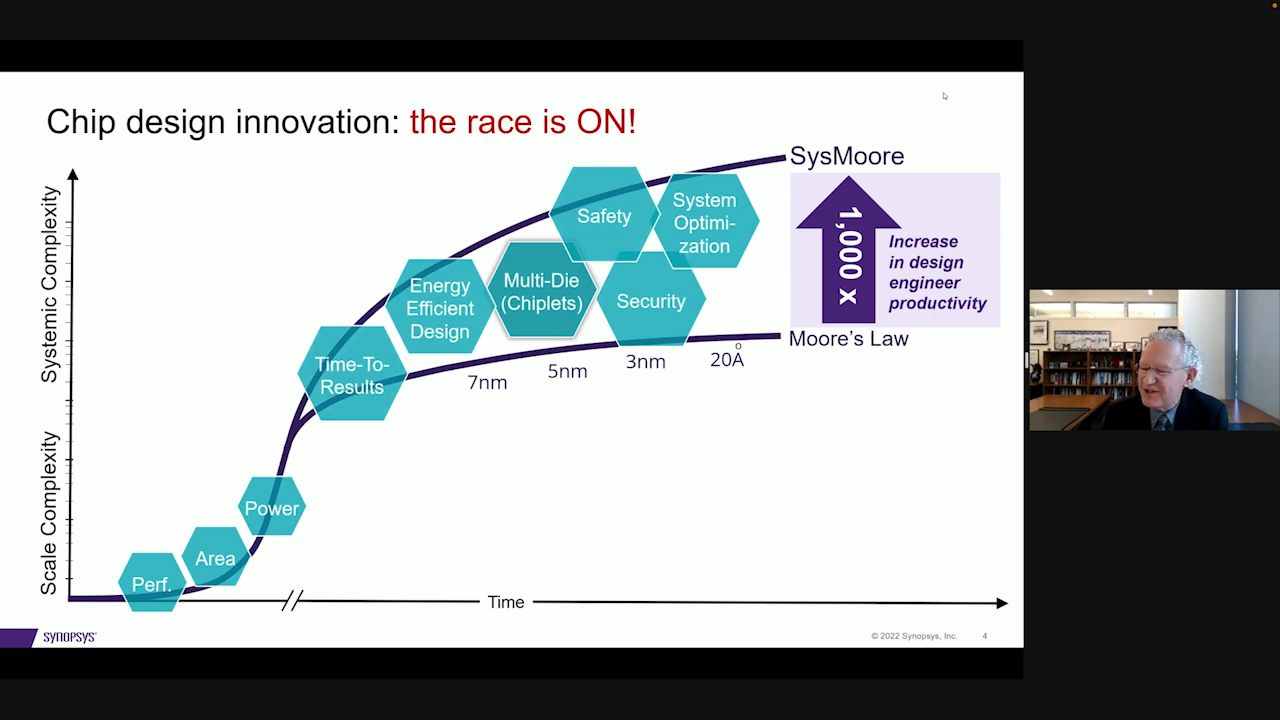 Chip design innovation: the race is ON!
SysMoore
1,000 x
Increase
in design
engineer
productivity
Moore's Law
Safety
System
Optimi-
zation
Multi-Die
(Chiplets)
Security
Energy
Efficient
Design
Time-To-
Results
7nm
5nm
3nm
20Å
Power
Area
Perf.
Systemic Complexity
Scale Complexity
Time
SYNOPSYS®
© 2022 Synopsys, Inc.
4